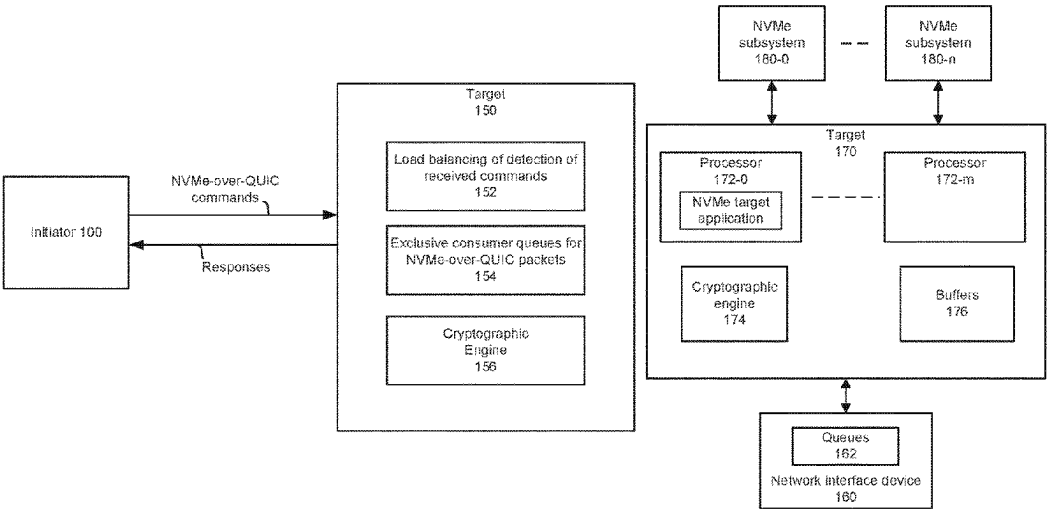 Initiator 100
NVMe-over-QUIC
commands
Responses
Target
150
Load balancing of detection of
received commands
152
Exclusive consumer queues for
NVMe-over-QUIC packets
154
Cryptographic
Engine
156
NVMe
subsystem
180-0
NVMe
subsystem
180-n
Target
170
Processor
172-0
NVMe target
application
Processor
172-m
Cryptographic
engine
174
Buffers
176
Queues
162
Network interface device
160